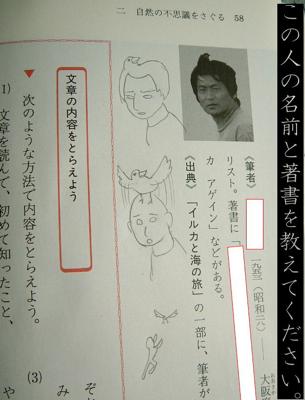 二 自然の不思議をさぐる 58
この人の名前と著書を教えてください。
《筆者》 一九五三（昭和二八）―― 大阪
リスト。著書に「
カ アゲイン」などがある。
《出典》 「イルカと海の旅」の一部に、筆者が
文章の内容をとらえよう
▼ 次のような方法で内容をとらえよう。
1) 文章を読んで、初めて知ったこと、
ぞ
(3) み
や